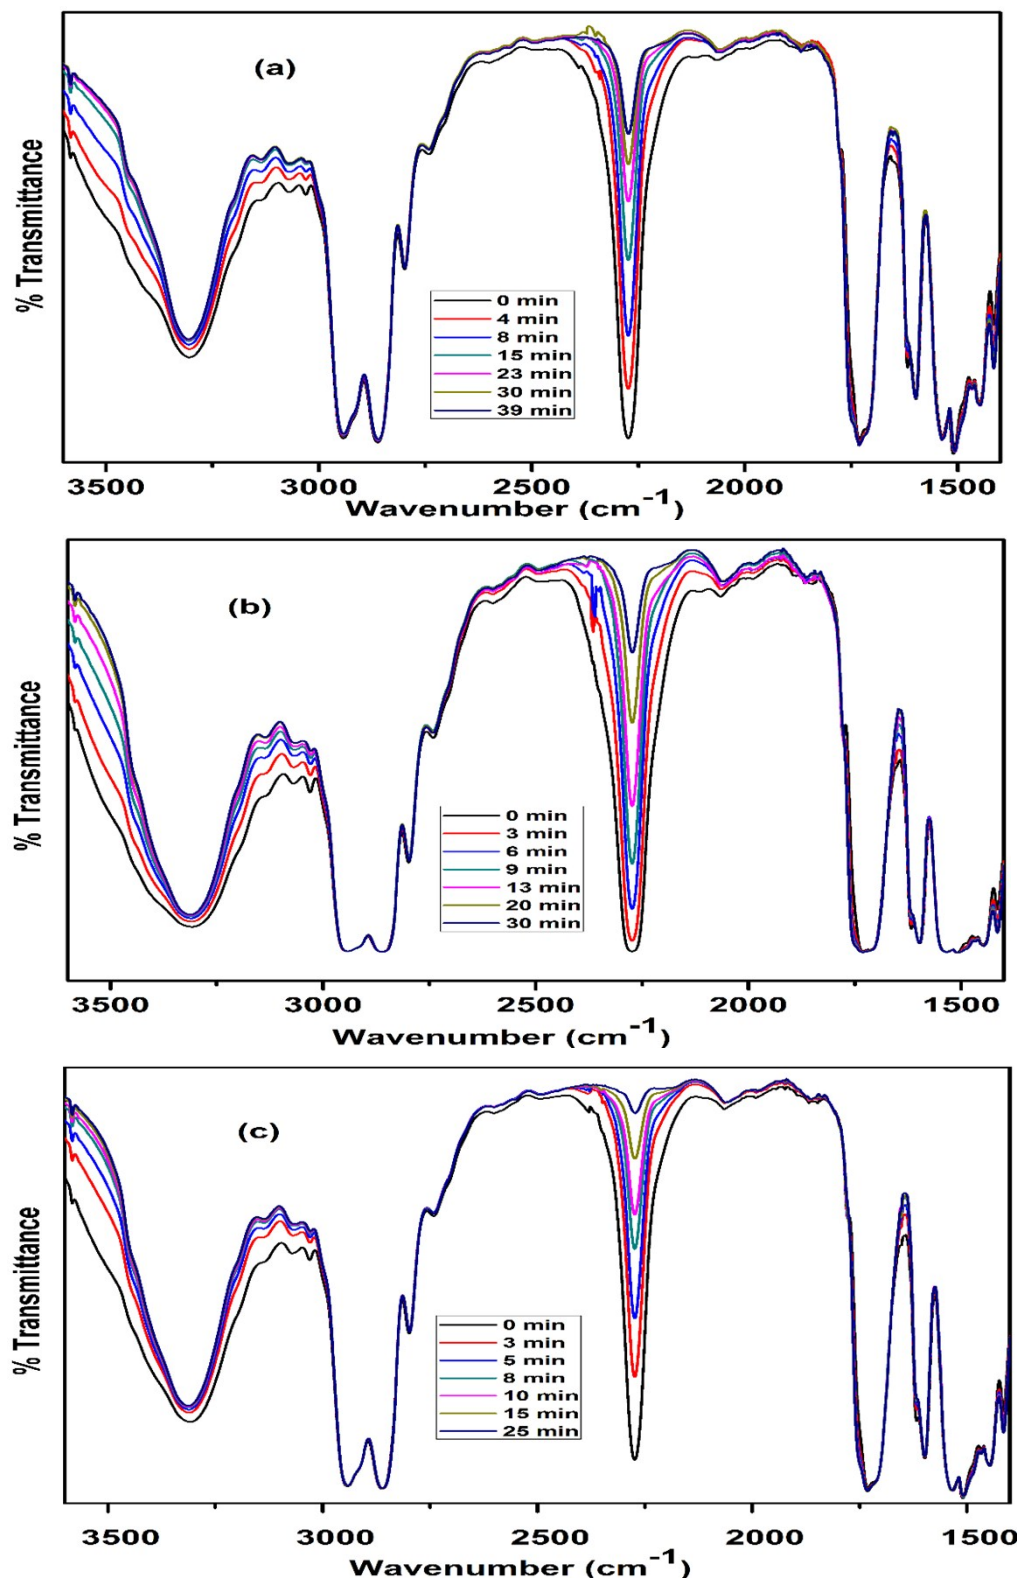 (a)
% Transmittance
0 min
4 min
8 min
15 min
23 min
30 min
39 min
3500 3000 2500 2000 1500
Wavenumber (cm-1)
(b)
% Transmittance
0 min
3 min
6 min
9 min
13 min
20 min
30 min
3500 3000 2500 2000 1500
Wavenumber (cm-1)
(c)
% Transmittance
0 min
3 min
5 min
8 min
10 min
15 min
25 min
3500 3000 2500 2000 1500
Wavenumber (cm-1)